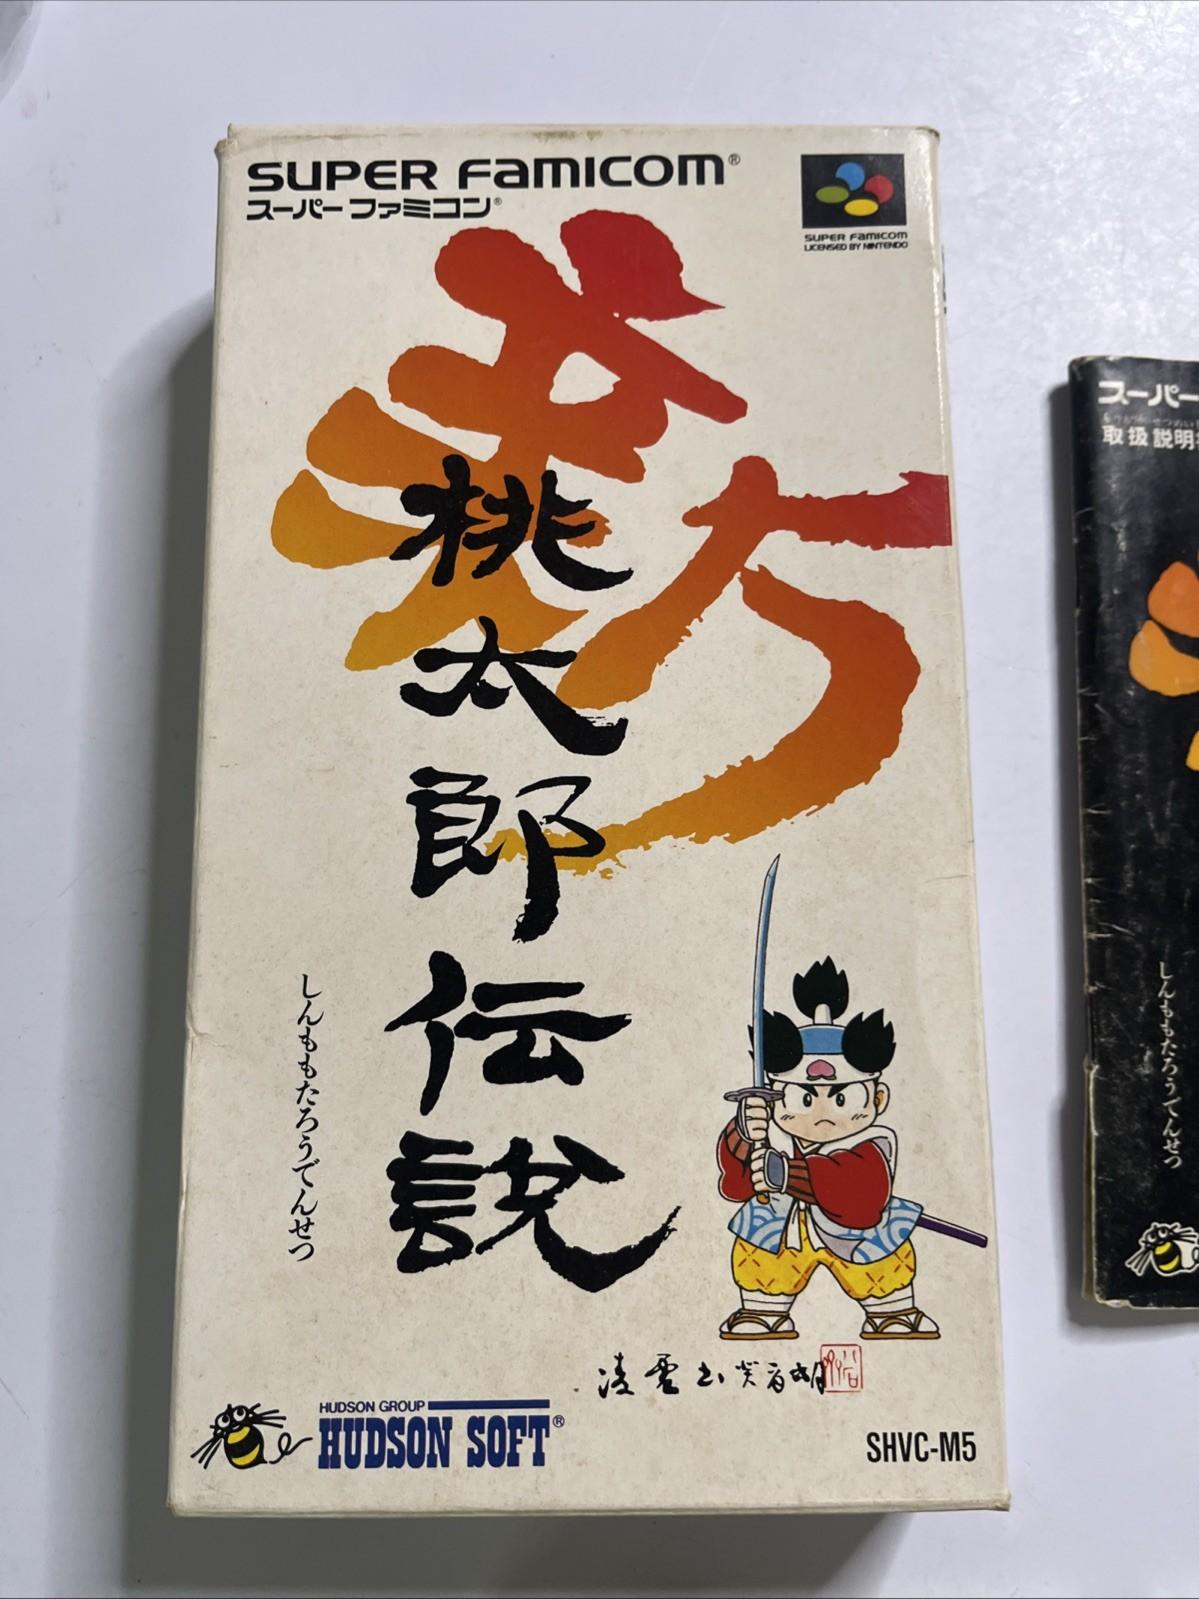 SUPER FAMICOM®
スーパーファミコン®
SUPER FAMICOM
LICENSED BY NINTENDO
新
桃太郎伝説
しんももたろうでんせつ
HUDSON GROUP
HUDSON SOFT®
SHVC-M5
スーパー
取扱説明
しんももたろうでんせつ